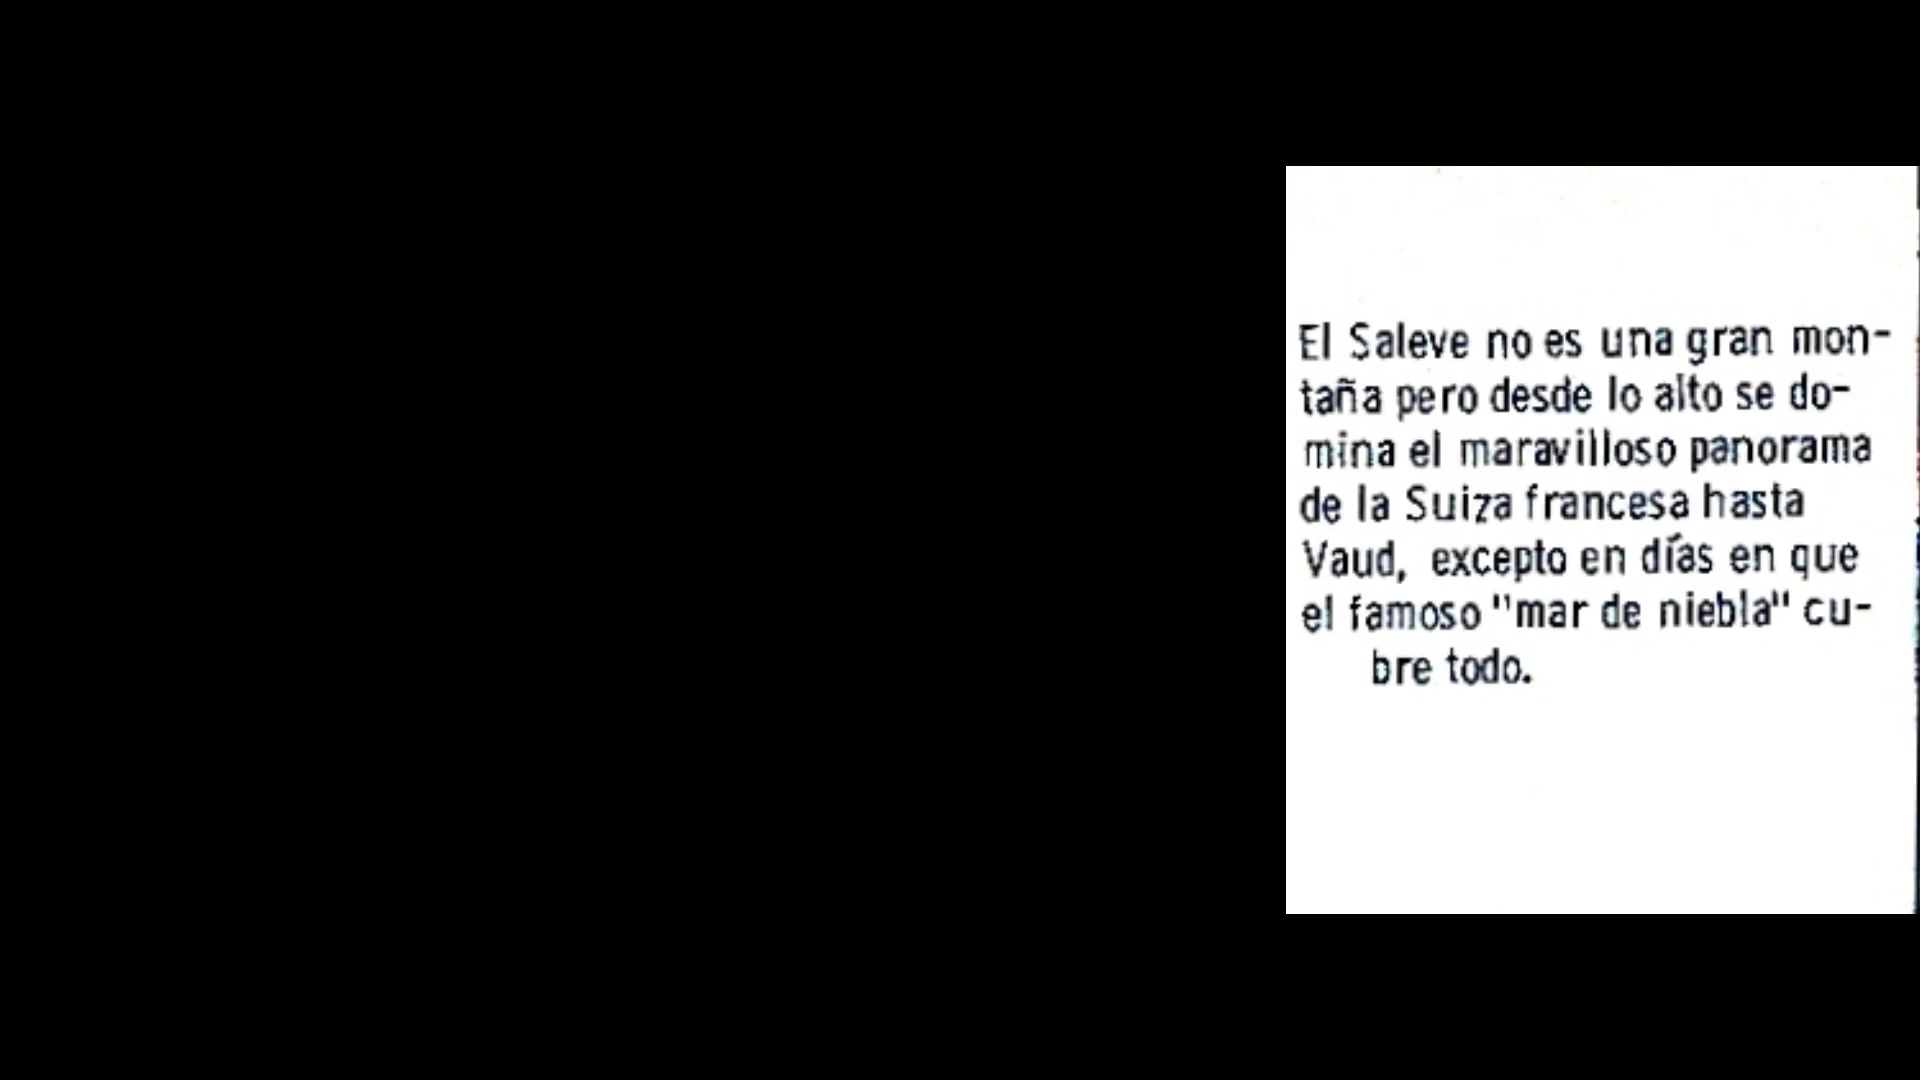 El Saleve no es una gran mon-
taña pero desde lo alto se do-
mina el maravilloso panorama
de la Suiza francesa hasta
Vaud, excepto en días en que
el famoso "mar de niebla" cu-
bre todo.